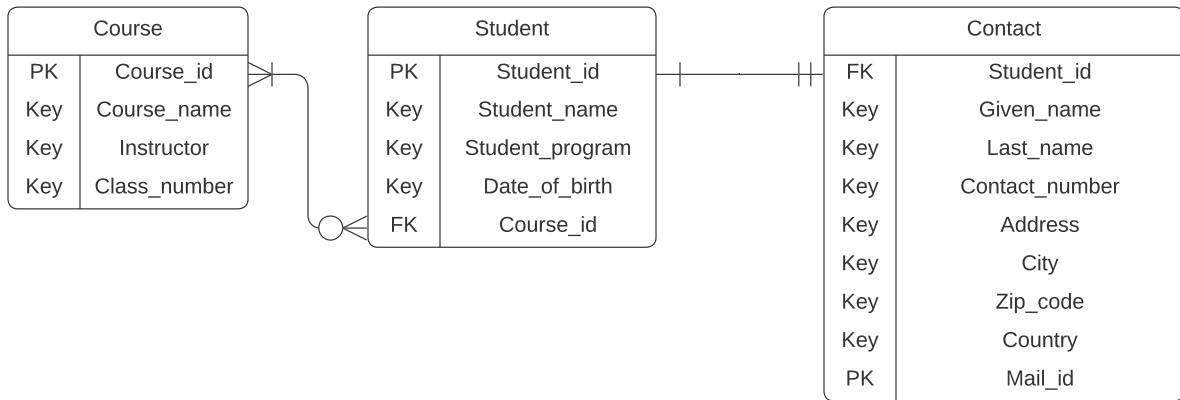 Course
PK Course_id
Key Course_name
Key Instructor
Key Class_number
Student
PK Student_id
Key Student_name
Key Student_program
Key Date_of_birth
FK Course_id
Contact
FK Student_id
Key Given_name
Key Last_name
Key Contact_number
Key Address
Key City
Key Zip_code
Key Country
PK Mail_id